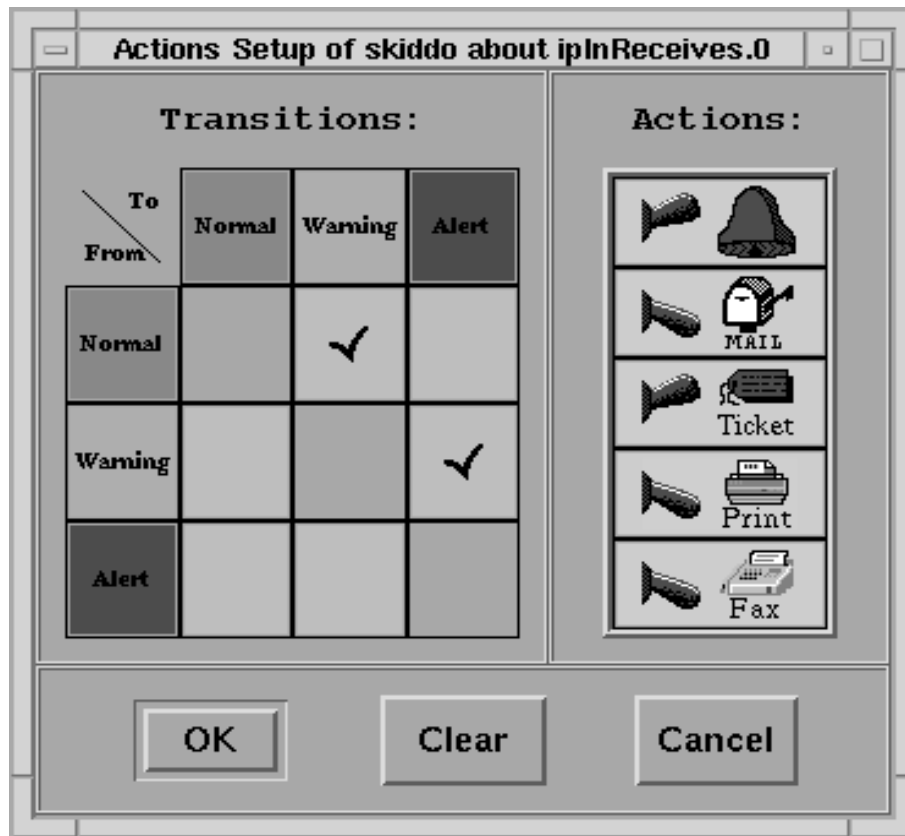 Actions Setup of skiddo about ipInReceives.0
Transitions:
Actions:
To
From
Normal
Warning
Alert
Normal
Warning
Alert
MAIL
Ticket
Print
Fax
OK
Clear
Cancel